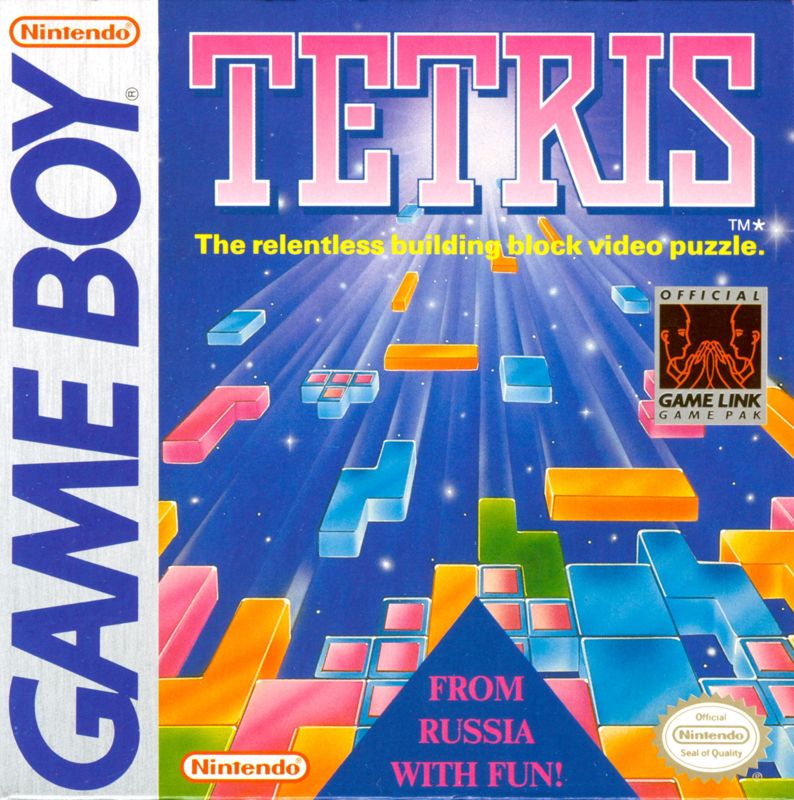 Nintendo®
GAME BOY®
TETRIS
TM*
The relentless building block video puzzle.
OFFICIAL
GAME LINK
GAME PAK
FROM
RUSSIA
WITH FUN!
Nintendo®
Official
Nintendo
Seal of Quality
®